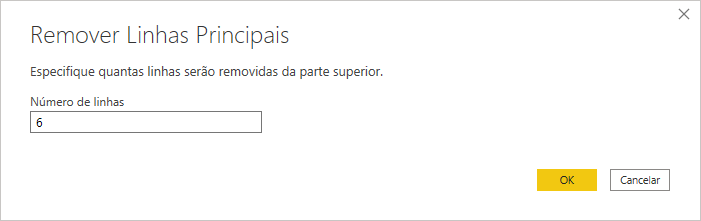 Remover Linhas Principais
Especifique quantas linhas serão removidas da parte superior.
Número de linhas
6
OK
Cancelar